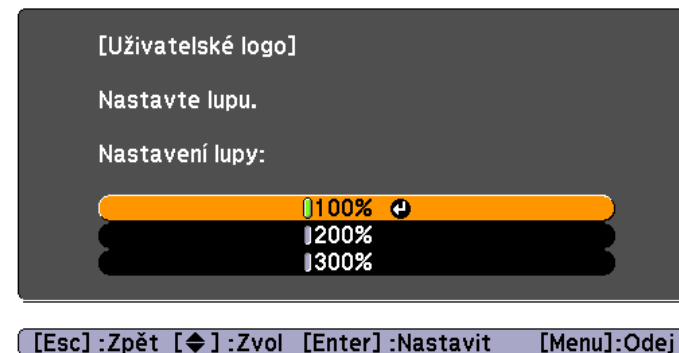 [Uživatelské logo]
Nastavte lupu.
Nastavení lupy:
100%
200%
300%
[Esc] :Zpět [◆] :Zvol [Enter] :Nastavit [Menu]:Odej